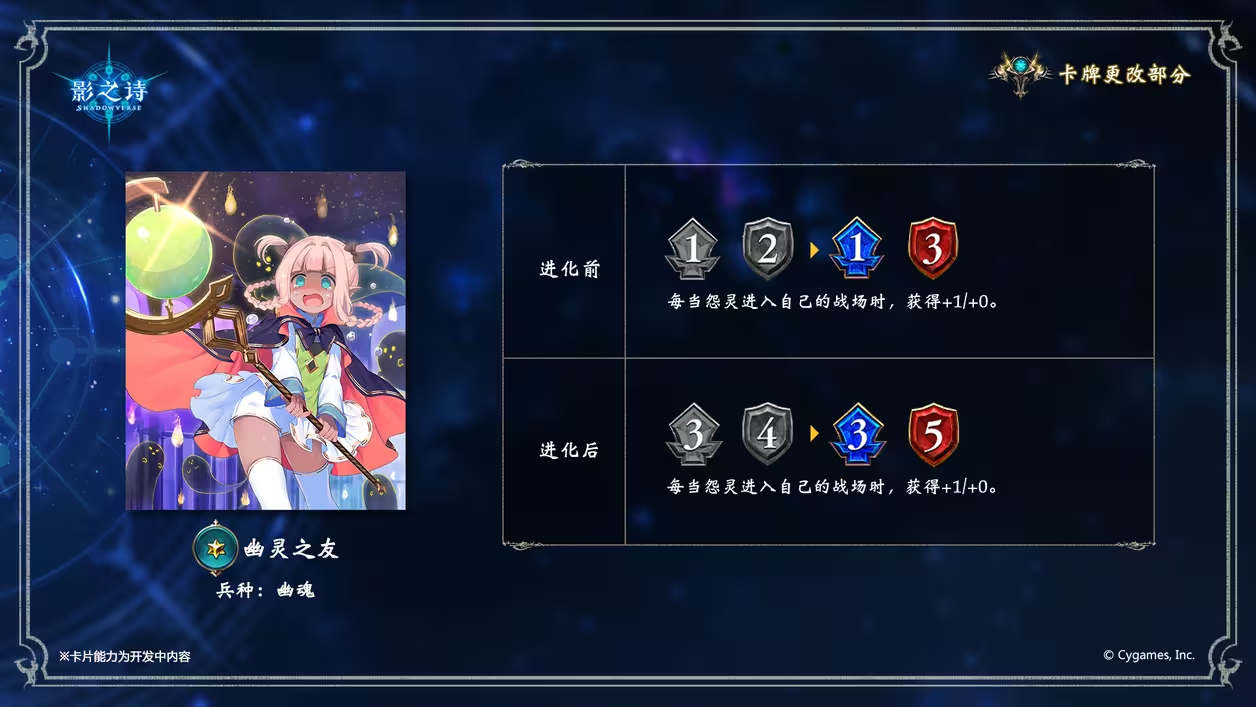 影之诗
SHADOWVERSE
卡牌更改部分
进化前
1 2 1 3
每当怨灵进入自己的战场时，获得+1/+0。
进化后
3 4 3 5
每当怨灵进入自己的战场时，获得+1/+0。
幽灵之友
兵种：幽魂
※卡片能力为开发中内容
© Cygames, Inc.